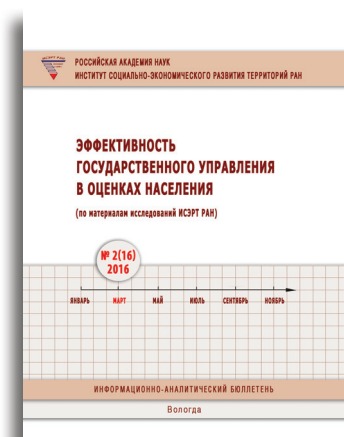 РОССИЙСКАЯ АКАДЕМИЯ НАУК
ИНСТИТУТ СОЦИАЛЬНО-ЭКОНОМИЧЕСКОГО РАЗВИТИЯ ТЕРРИТОРИЙ РАН
ЭФФЕКТИВНОСТЬ
ГОСУДАРСТВЕННОГО УПРАВЛЕНИЯ
В ОЦЕНКАХ НАСЕЛЕНИЯ
(по материалам исследований ИСЭРТ РАН)
№ 2(16)
2016
ЯНВАРЬ МАРТ МАЙ ИЮЛЬ СЕНТЯБРЬ НОЯБРЬ
ИНФОРМАЦИОННО-АНАЛИТИЧЕСКИЙ БЮЛЛЕТЕНЬ
Вологда